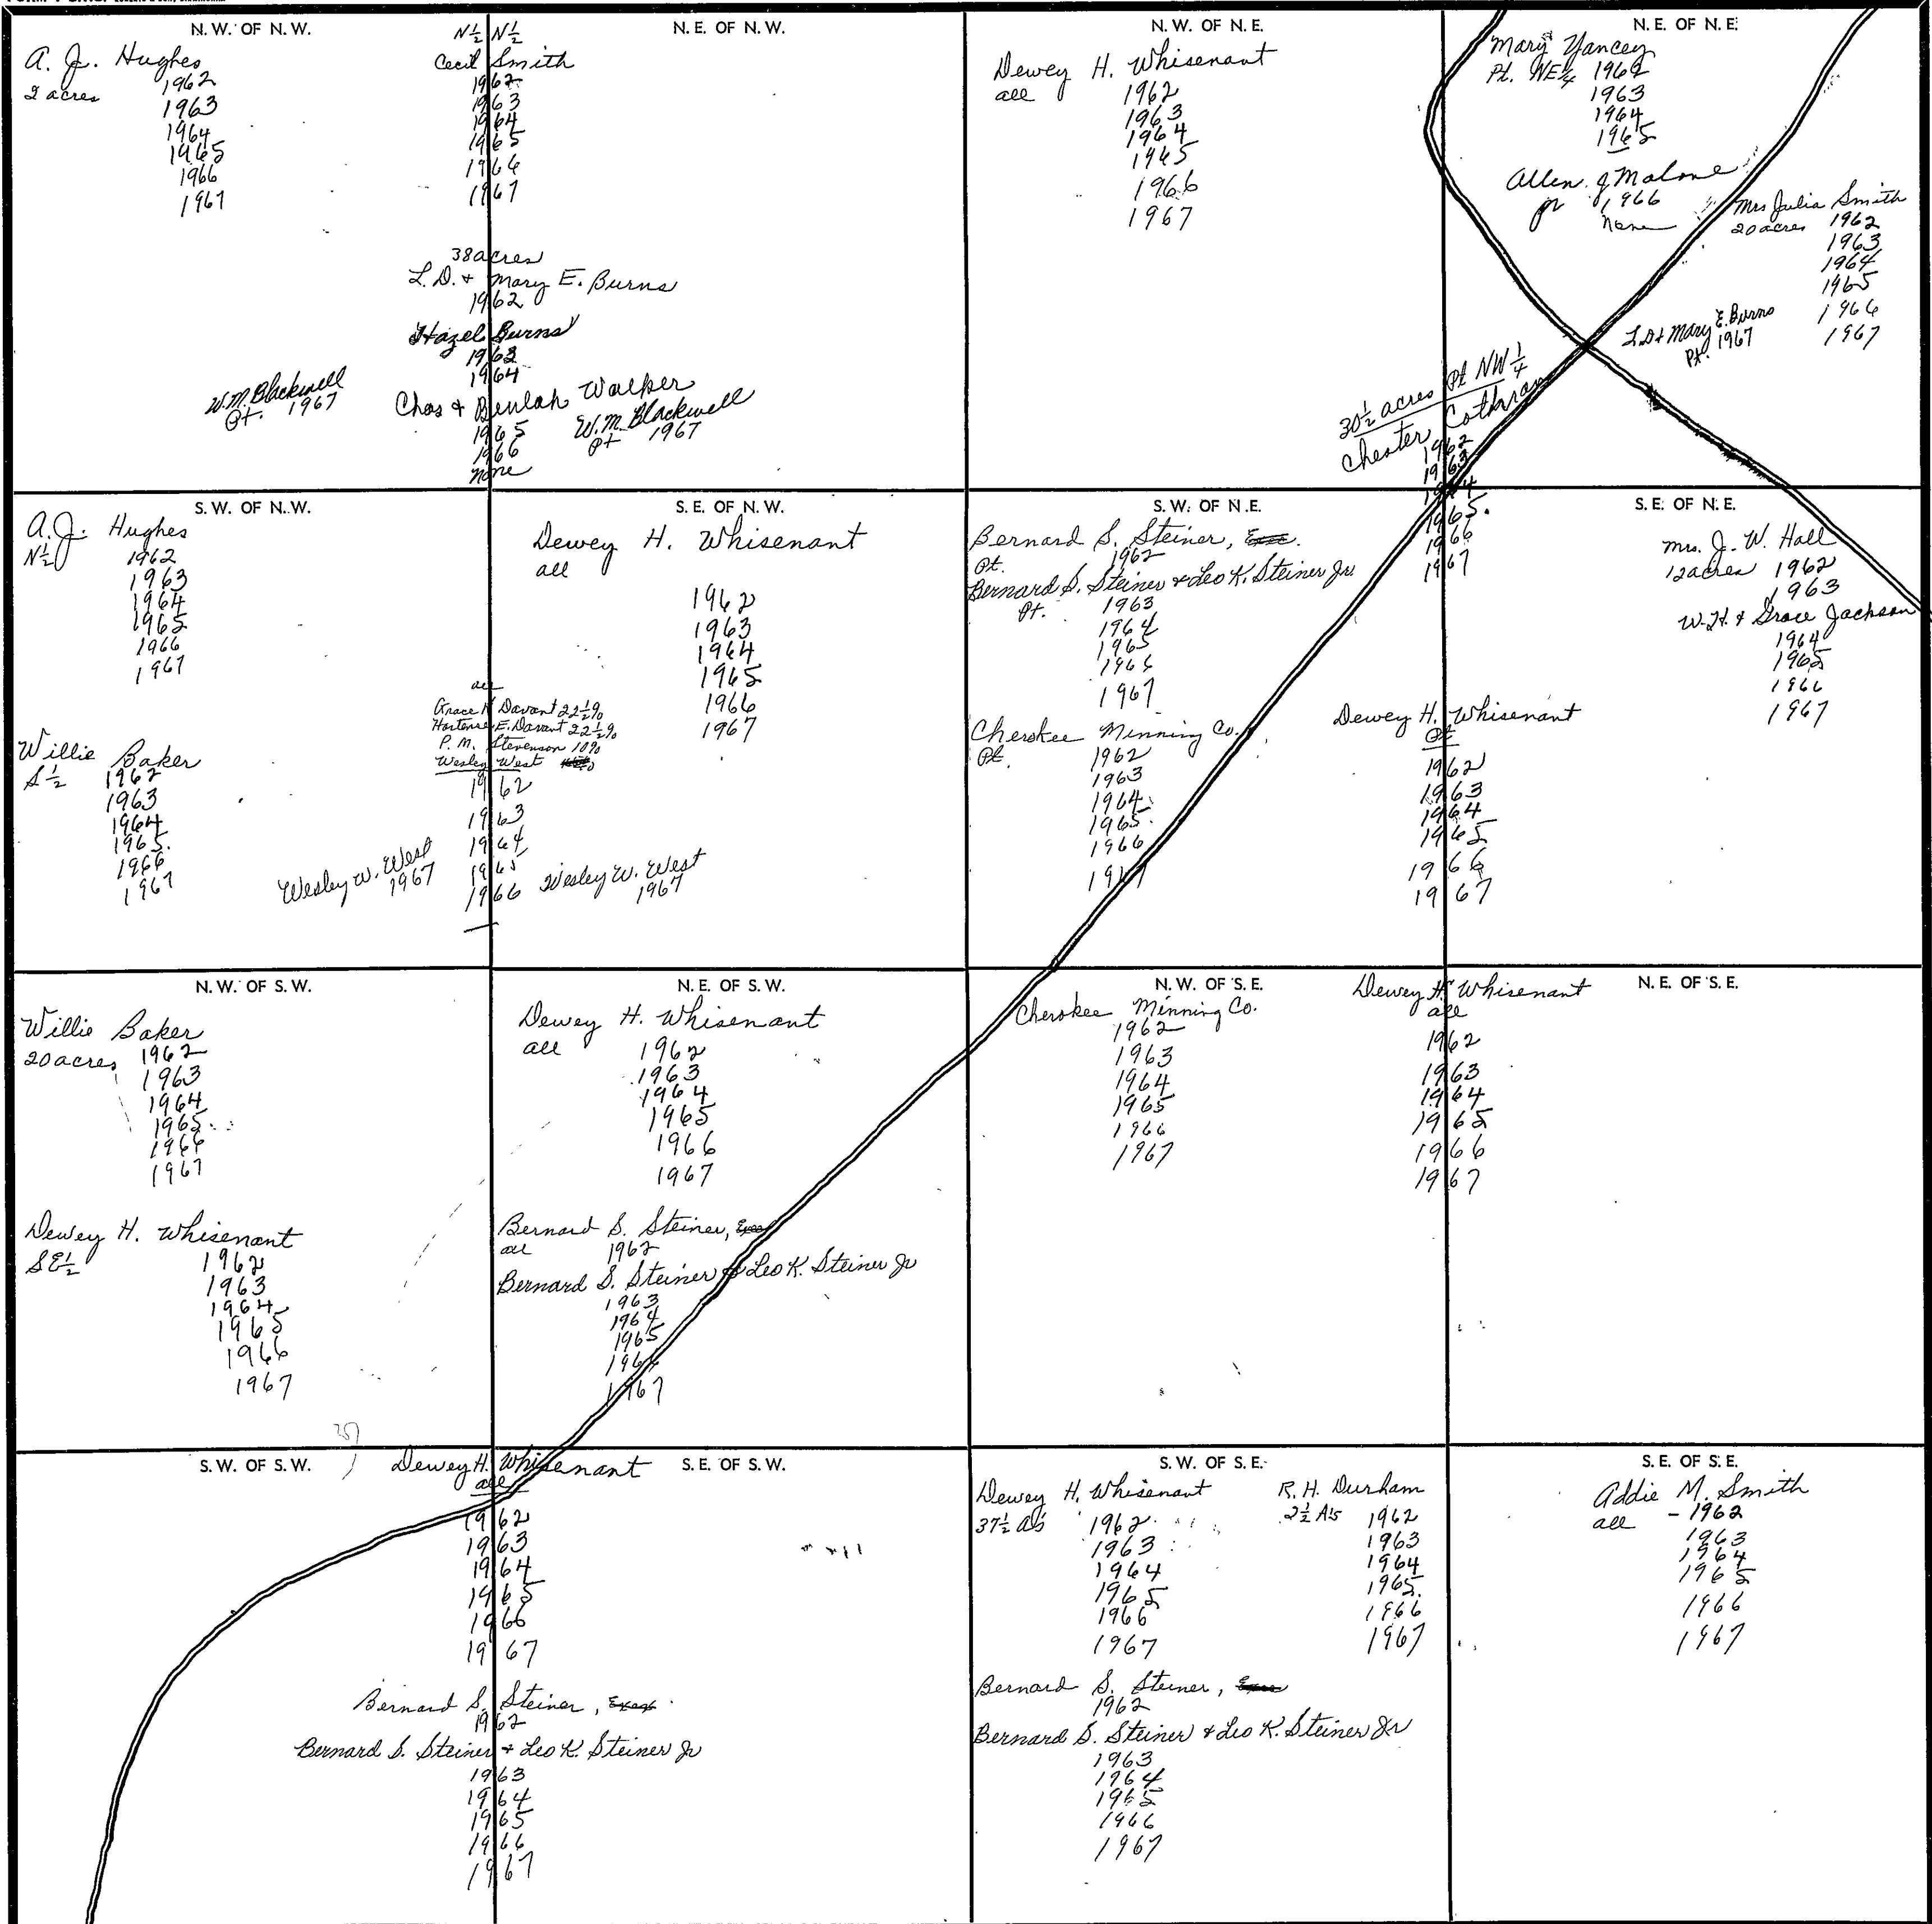 N.W. OF N.W.
A. J. Hughes
2 acres 1962
1963
1964
1965
1966
1967
N½ N½
Cecil Smith
1962
1963
1964
1965
1966
1967
38 acres
L. D. & Mary E. Burns
1962
Hazel Burns
1963
1964
Chas & Beulah Walker
1965
1966
none
W.M. Blackwell
Pt. 1967
W.M. Blackwell
Pt 1967
N.E. OF N.W.
N.W. OF N.E.
Dewey H. Whisenant
all 1962
1963
1964
1965
1966
1967
N.E. OF N.E.
Mary Yancey
Pt. NE¼ 1962
1963
1964
1965
Allen J Malone
Jr 1966
none
Mrs Julia Smith
20 acres 1962
1963
1964
1965
1966
1967
L D & Mary E. Burns
Pt. 1967
30½ acres Pt NW¼
Chester Cothran
1962
1963
1964
1965.
1966
1967
S.W. OF N.W.
A. J. Hughes
N½ 1962
1963
1964
1965
1966
1967
Willie Baker
S½ 1962
1963
1964
1965.
1966
1967
all
Grace K Davant 22½%
Hortense E. Davant 22½%
P. M. Stevenson 10%
Wesley West
1962
1963
1964
1965
1966
Wesley W. West
1967
Wesley W. West
1967
S.E. OF N.W.
Dewey H. Whisenant
all
1962
1963
1964
1965
1966
1967
S.W. OF N.E.
Bernard S. Steiner, Exec.
Pt. 1962
Bernard S. Steiner & Leo K. Steiner Jr.
Pt. 1963
1964
1965
1966
1967
Cherokee Minning Co.
Pt. 1962
1963
1964
1965.
1966
1967
Dewey H. Whisenant
Pt
1962
1963
1964
1965
1966
1967
S.E. OF N.E.
Mrs. J. W. Hall
12 acres 1962
1963
W. H. & Grace Jackson
1964
1965
1966
1967
N.W. OF S.W.
Willie Baker
20 acres 1962
1963
1964
1965
1966
1967
Dewey H. Whisenant
SE½ 1962
1963
1964
1965
1966
1967
N.E. OF S.W.
Dewey H. Whisenant
all 1962
1963
1964
1965
1966
1967
Bernard S. Steiner, Exec
all 1962
Bernard S. Steiner & Leo K. Steiner Jr
1963
1964
1965
1966
1967
N.W. OF S.E.
Cherokee Minning Co.
1962
1963
1964
1965
1966
1967
Dewey H. Whisenant
all
1962
1963
1964
1965
1966
1967
N.E. OF S.E.
S.W. OF S.W.
Dewey H. Whisenant
all
1962
1963
1964
1965
1966
1967
Bernard S. Steiner, Exec
1962
Bernard S. Steiner & Leo K. Steiner Jr
1963
1964
1965
1966
1967
S.E. OF S.W.
S.W. OF S.E.
Dewey H. Whisenant
37½ A's 1962
1963
1964
1965
1966
1967
R. H. Durham
2½ A's 1962
1963
1964
1965.
1966
1967
Bernard S. Steiner, Exec
1962
Bernard S. Steiner & Leo K. Steiner Jr
1963
1964
1965
1966
1967
S.E. OF S.E.
Addie M. Smith
all - 1962
1963
1964
1965
1966
1967